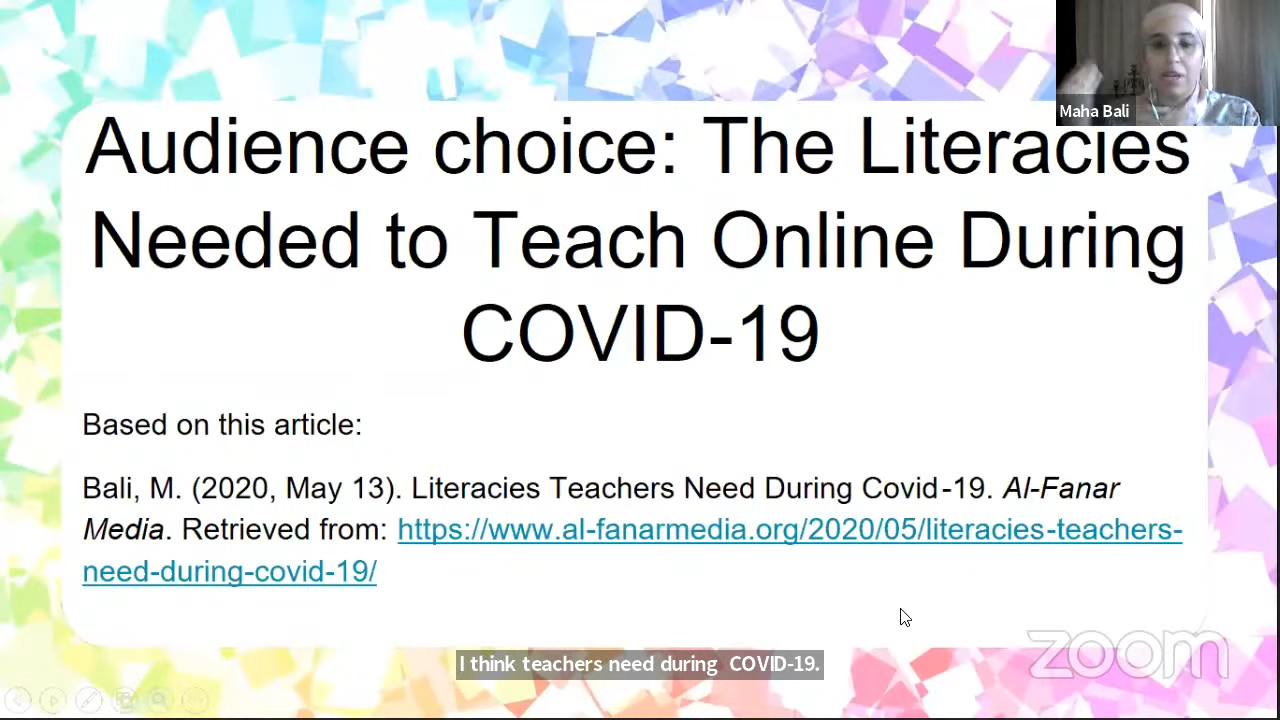 Maha Bali
Audience choice: The Literacies
Needed to Teach Online During
COVID-19
Based on this article:
Bali, M. (2020, May 13). Literacies Teachers Need During Covid-19. Al-Fanar
Media. Retrieved from: https://www.al-fanarmedia.org/2020/05/literacies-teachers-
need-during-covid-19/
zoom
I think teachers need during COVID-19.